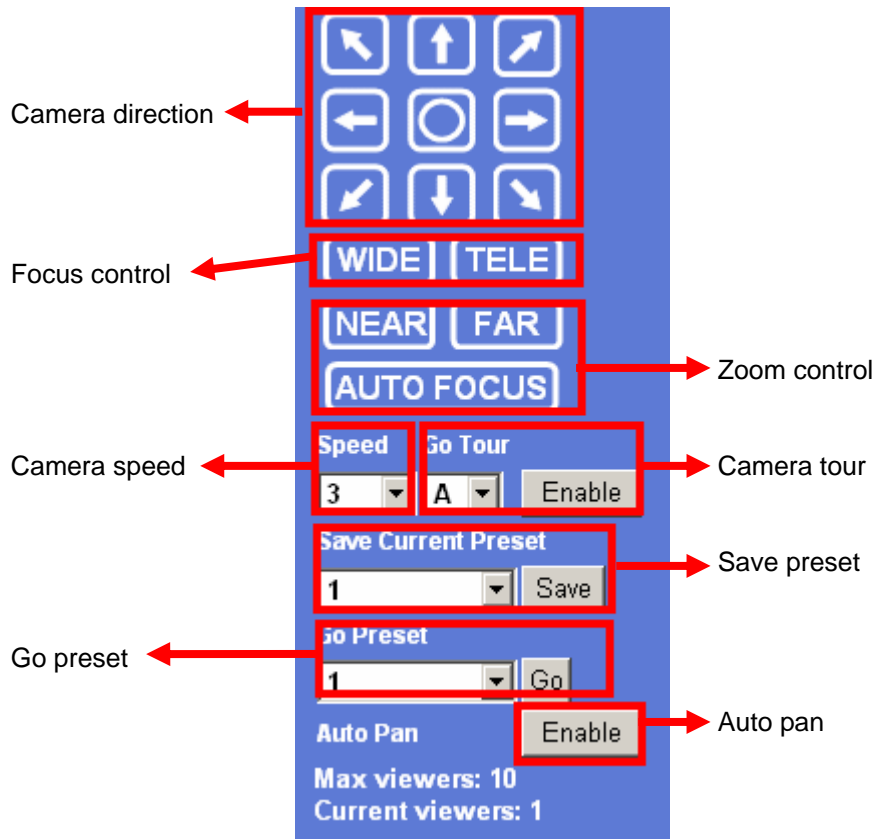 Camera direction
WIDE TELE
Focus control
NEAR FAR
AUTO FOCUS
Zoom control
Speed Go Tour
Camera speed
3 A Enable
Camera tour
Save Current Preset
1 Save
Save preset
Go Preset
Go preset
1 Go
Auto Pan Enable
Auto pan
Max viewers: 10
Current viewers: 1